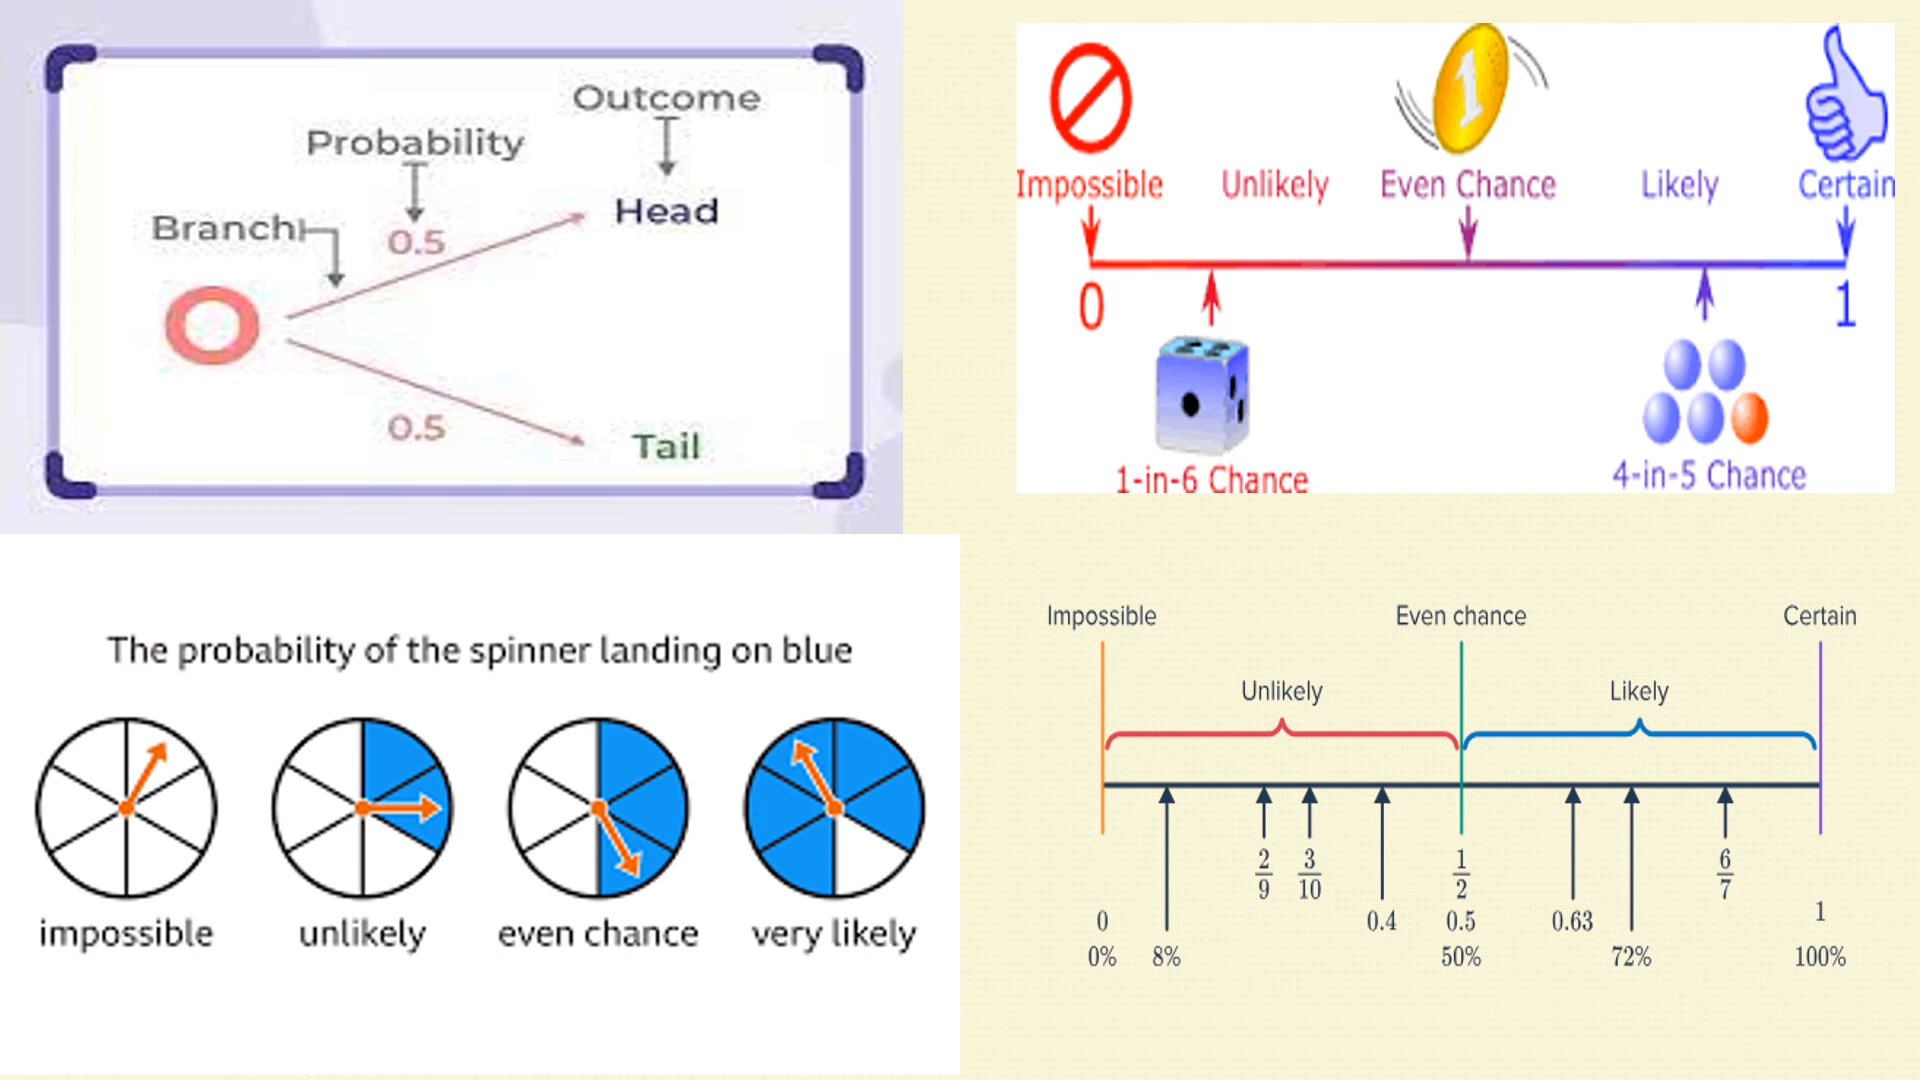 Outcome
Probability
Head
Branch
0.5
0.5
Tail
1
Impossible Unlikely Even Chance Likely Certain
0 1
1-in-6 Chance 4-in-5 Chance
The probability of the spinner landing on blue
impossible unlikely even chance very likely
Impossible Even chance Certain
Unlikely Likely
2/9 3/10 1/2 6/7
0 0.4 0.5 0.63 1
0% 8% 50% 72% 100%